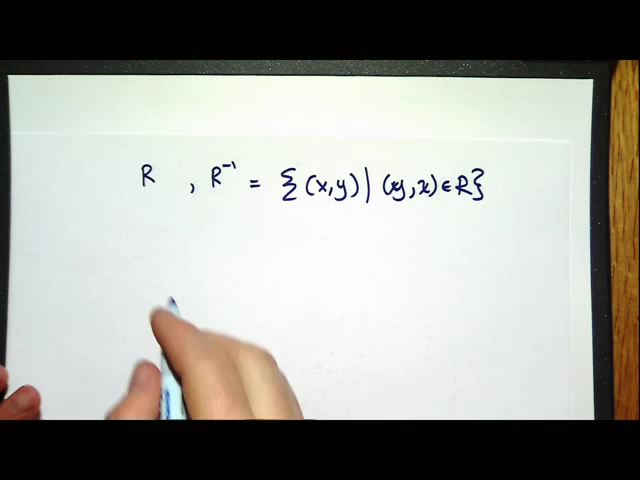 R , R⁻¹ = {(x,y)| (y,x)∈R}